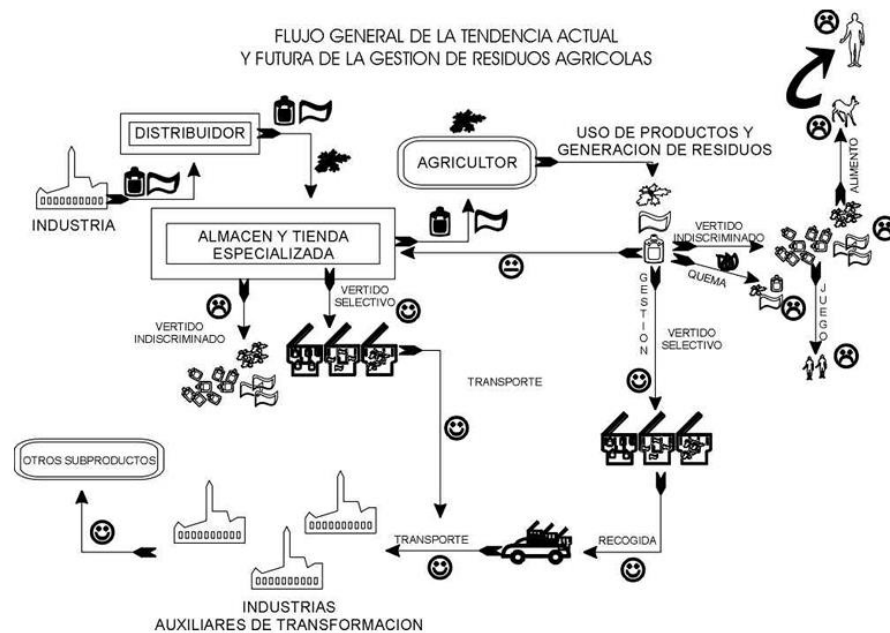 FLUJO GENERAL DE LA TENDENCIA ACTUAL
Y FUTURA DE LA GESTION DE RESIDUOS AGRICOLAS
DISTRIBUIDOR
INDUSTRIA
AGRICULTOR
USO DE PRODUCTOS Y
GENERACION DE RESIDUOS
ALIMENTO
ALMACEN Y TIENDA
ESPECIALIZADA
VERTIDO
INDISCRIMINADO
QUEMA
JUEGO
GESTION
VERTIDO
SELECTIVO
VERTIDO
SELECTIVO
VERTIDO
INDISCRIMINADO
TRANSPORTE
OTROS SUBPRODUCTOS
TRANSPORTE
RECOGIDA
INDUSTRIAS
AUXILIARES DE TRANSFORMACION